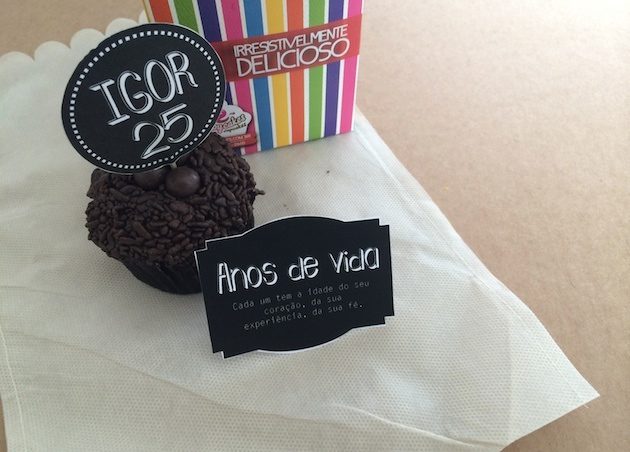 IGOR
25
IRRESISTIVELMENTE
DELICIOSO
Anos de Vida
Cada um tem a idade do seu
coração, da sua
experiência, da sua fé.